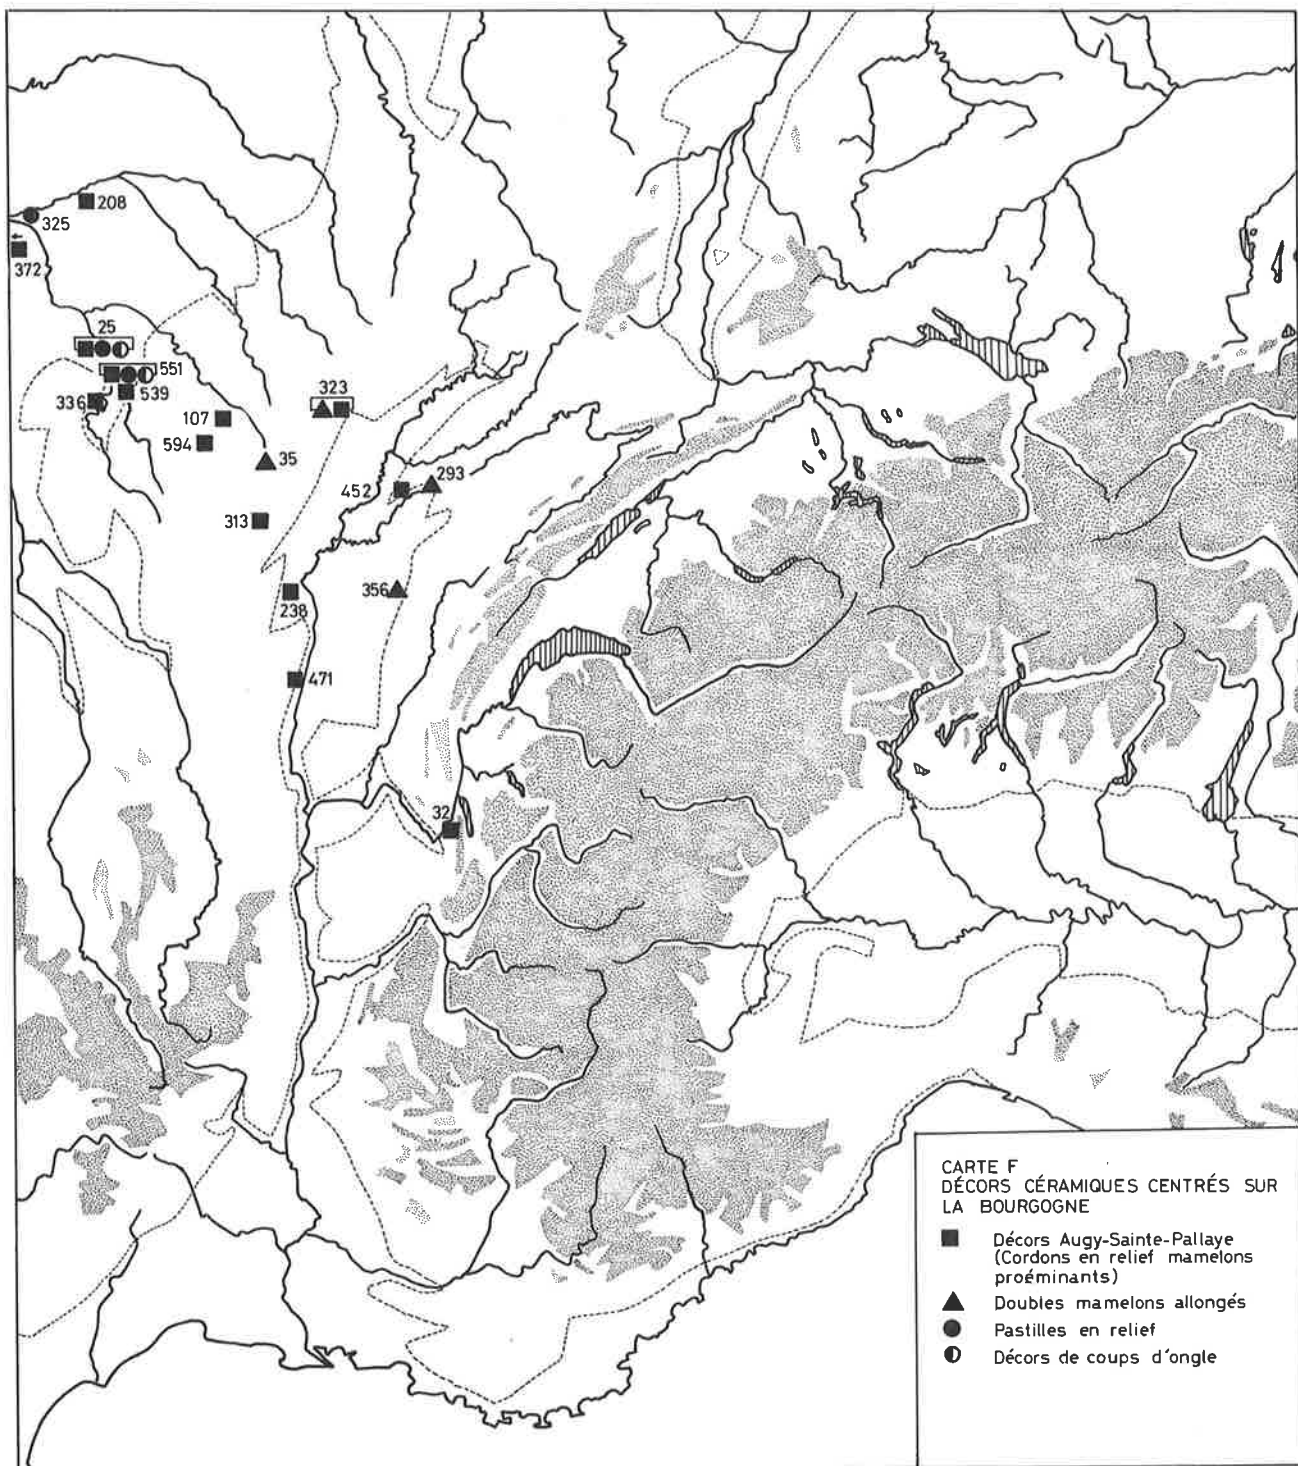 208
325
372
25
551
539
336
107
594
323
35
293
452
313
356
238
471
32
CARTE F
DÉCORS CÉRAMIQUES CENTRÉS SUR
LA BOURGOGNE
Décors Augy-Sainte-Pallaye
(Cordons en relief mamelons
proéminants)
Doubles mamelons allongés
Pastilles en relief
Décors de coups d'ongle